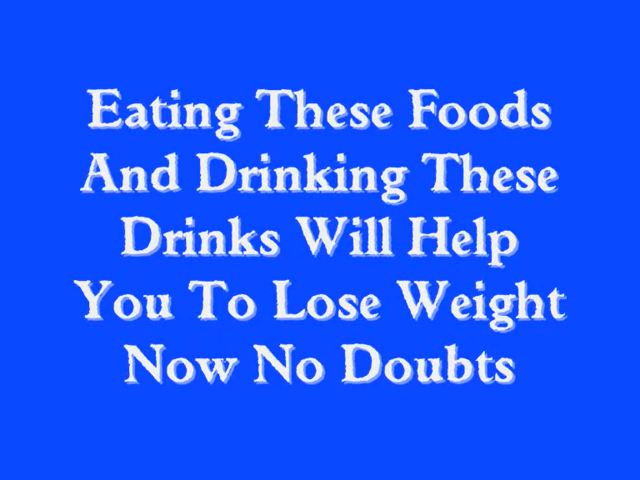 Eating These Foods
And Drinking These
Drinks Will Help
You To Lose Weight
Now No Doubts